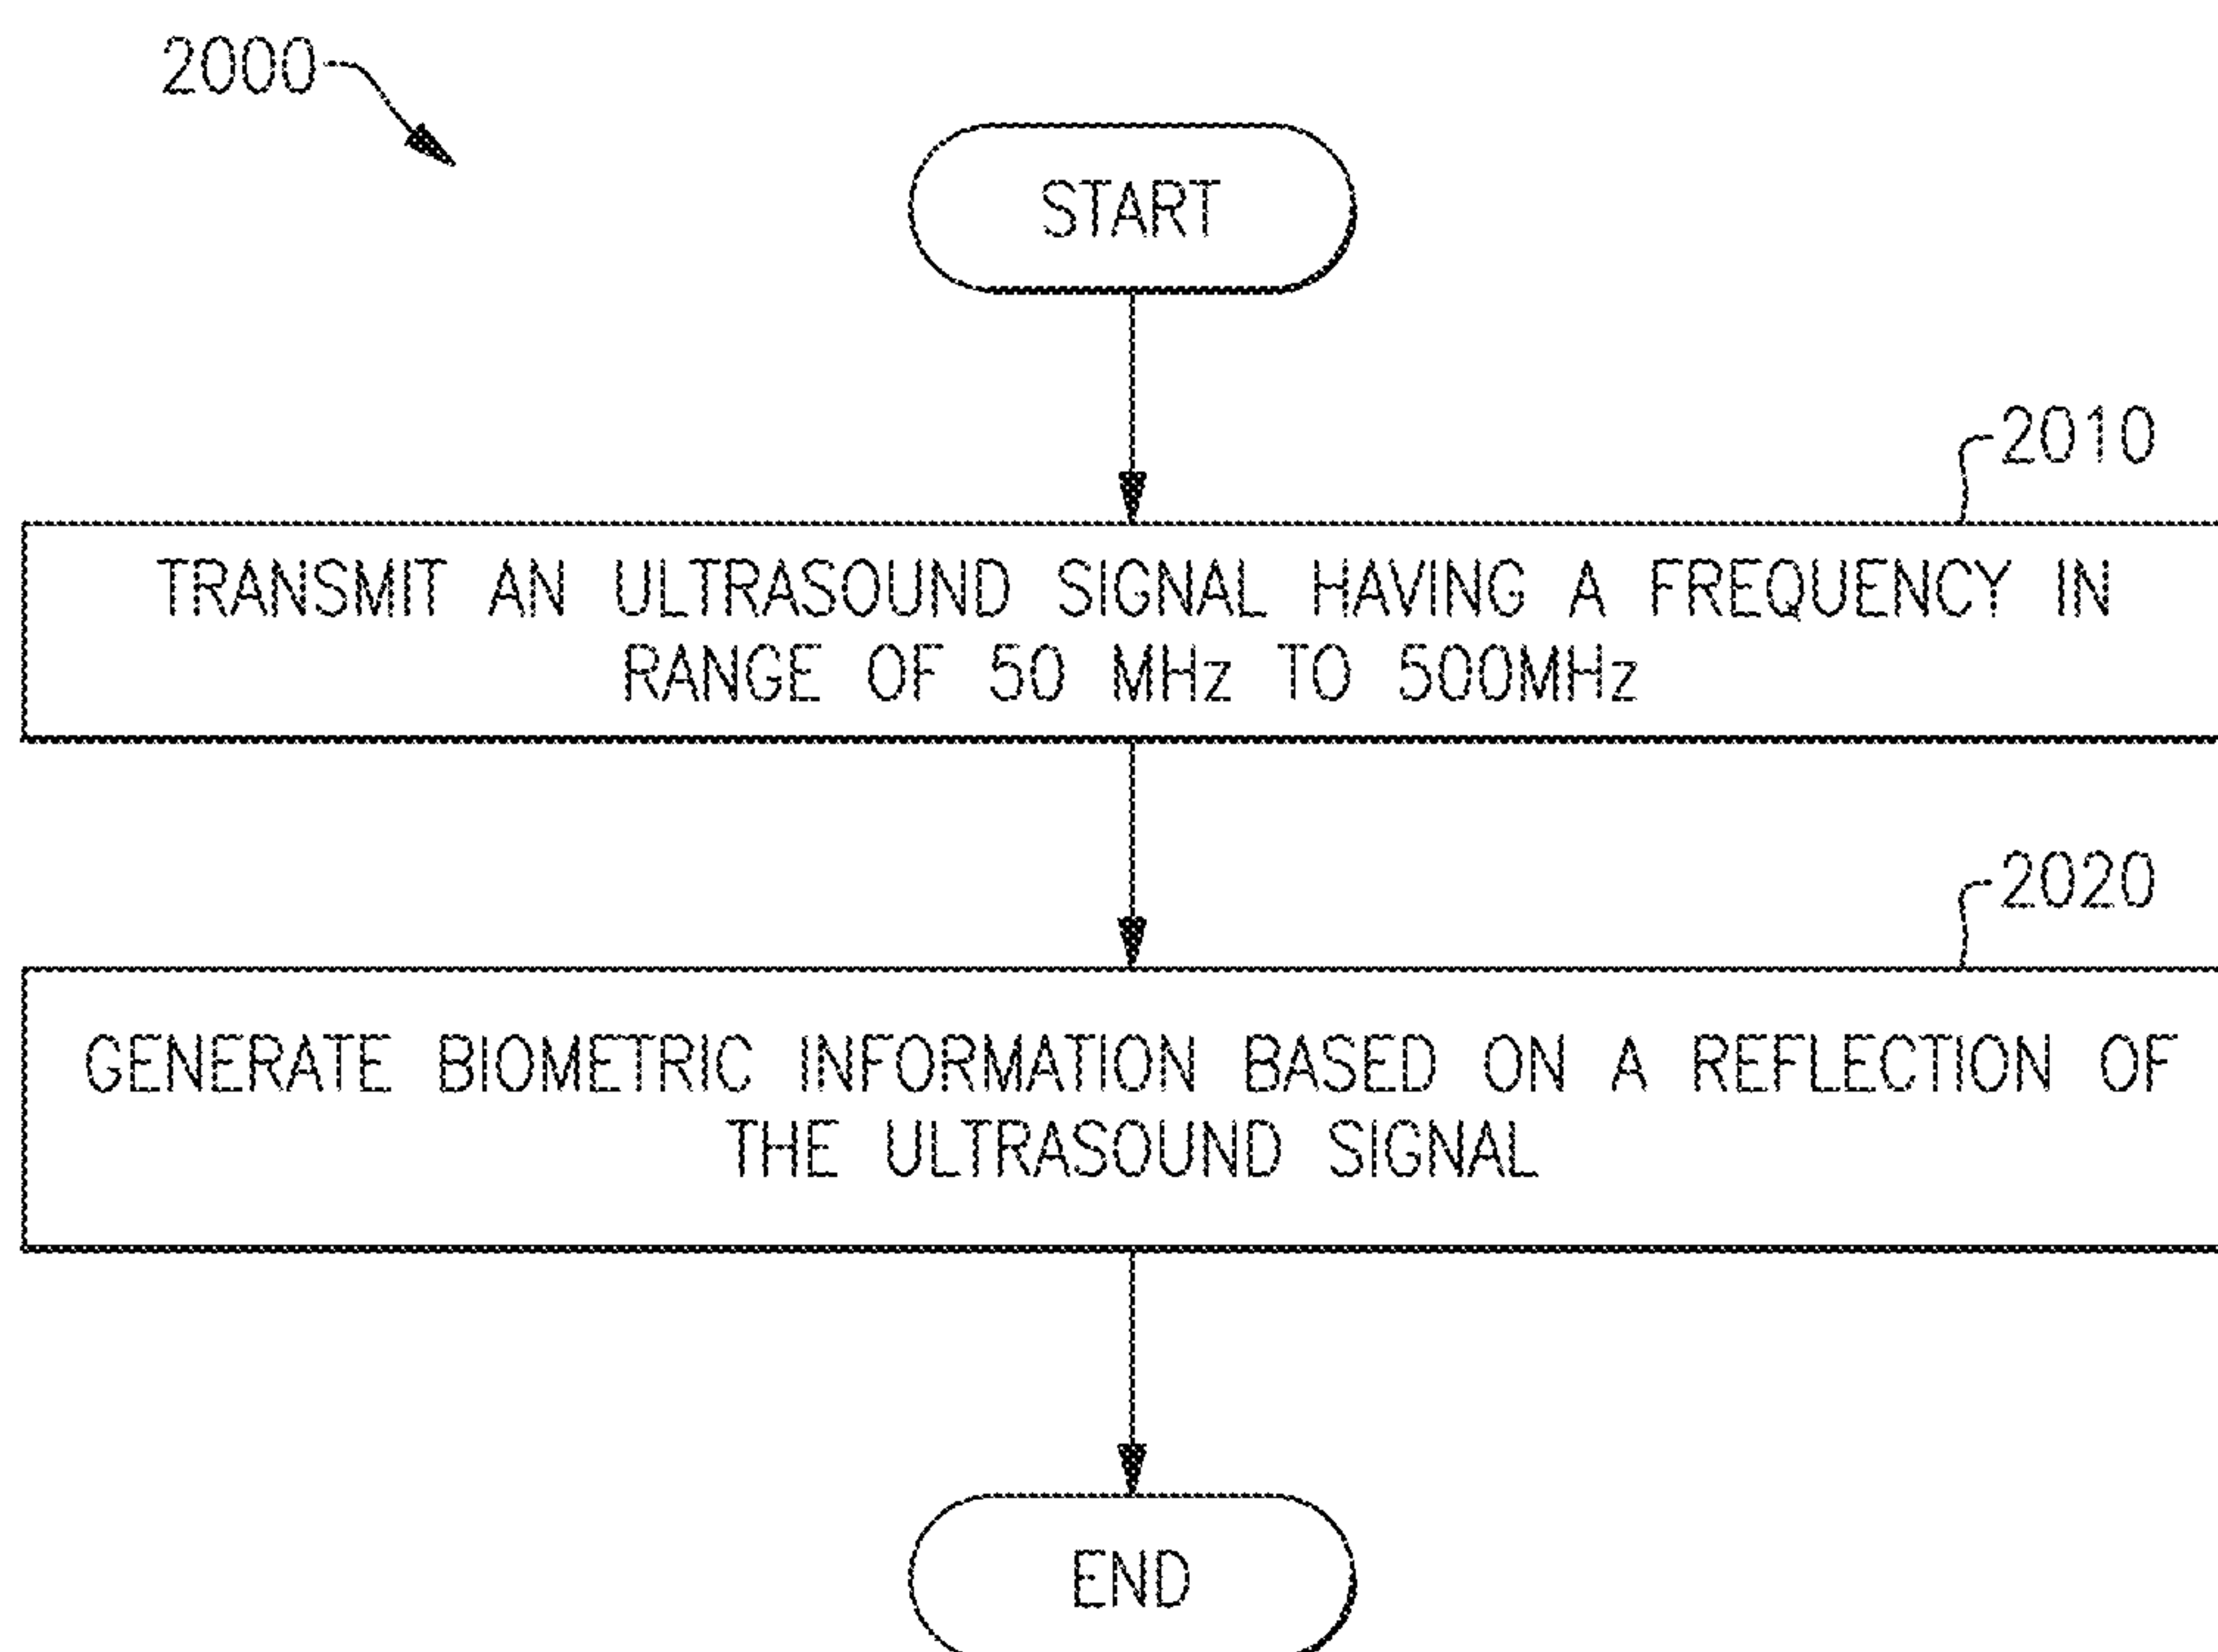 2000
START
2010
TRANSMIT AN ULTRASOUND SIGNAL HAVING A FREQUENCY IN
RANGE OF 50 MHz TO 500MHz
2020
GENERATE BIOMETRIC INFORMATION BASED ON A REFLECTION OF
THE ULTRASOUND SIGNAL
END